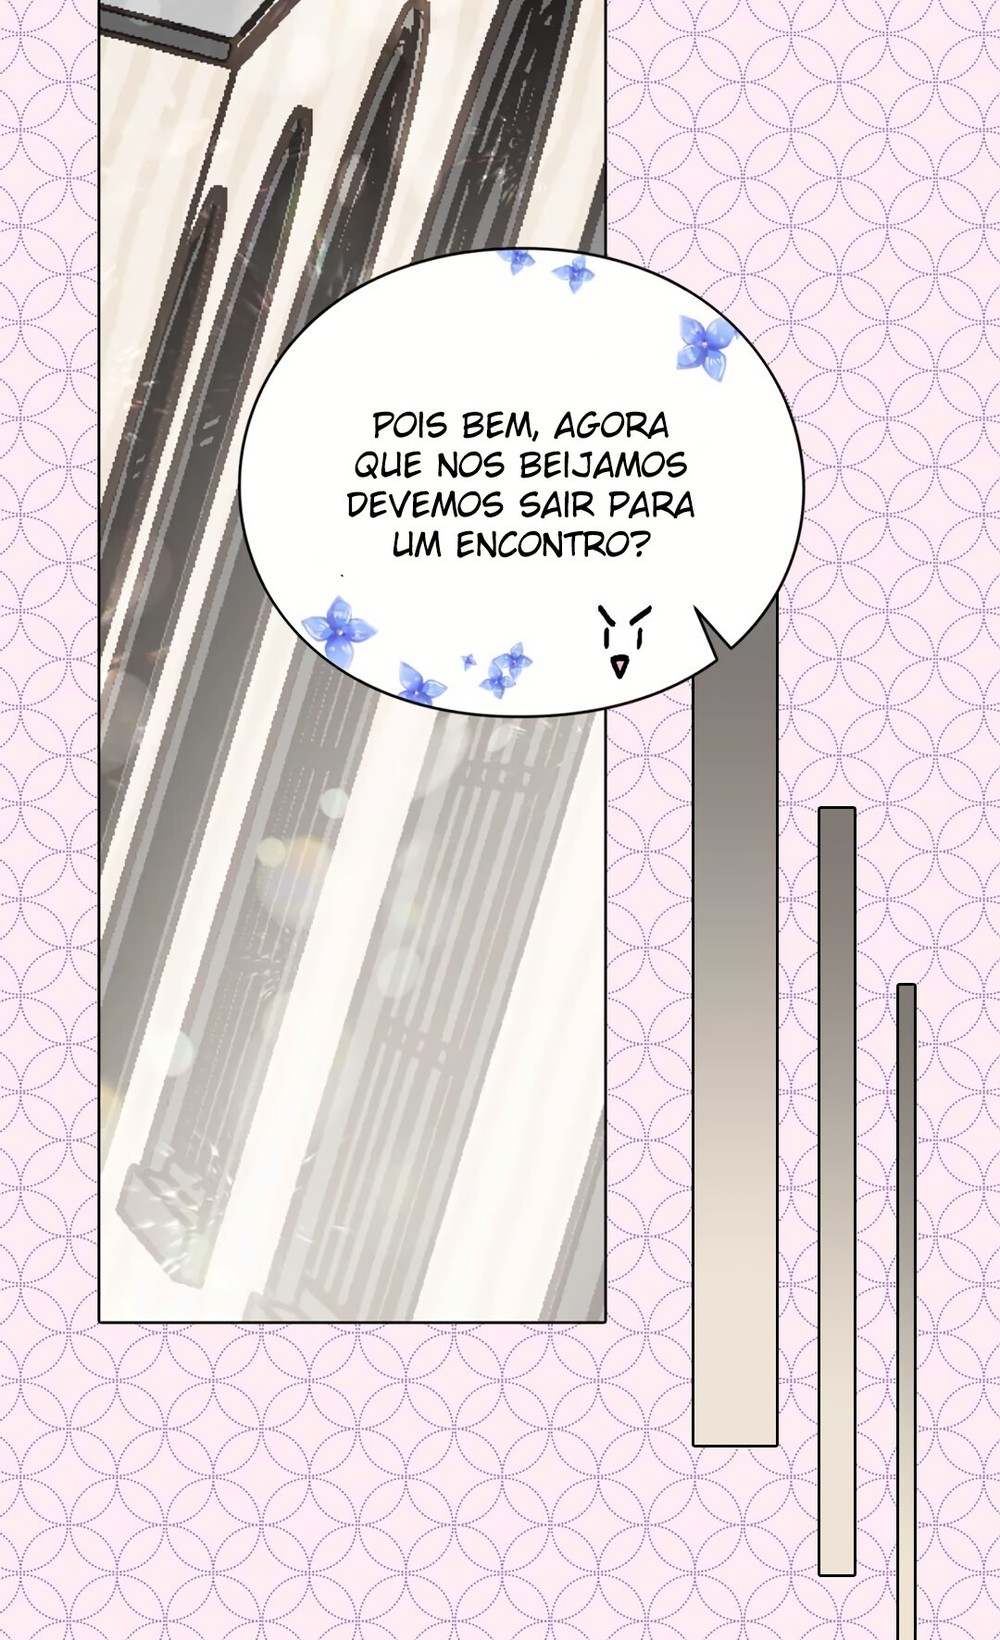 POIS BEM, AGORA
QUE NOS BEIJAMOS
DEVEMOS SAIR PARA
UM ENCONTRO?